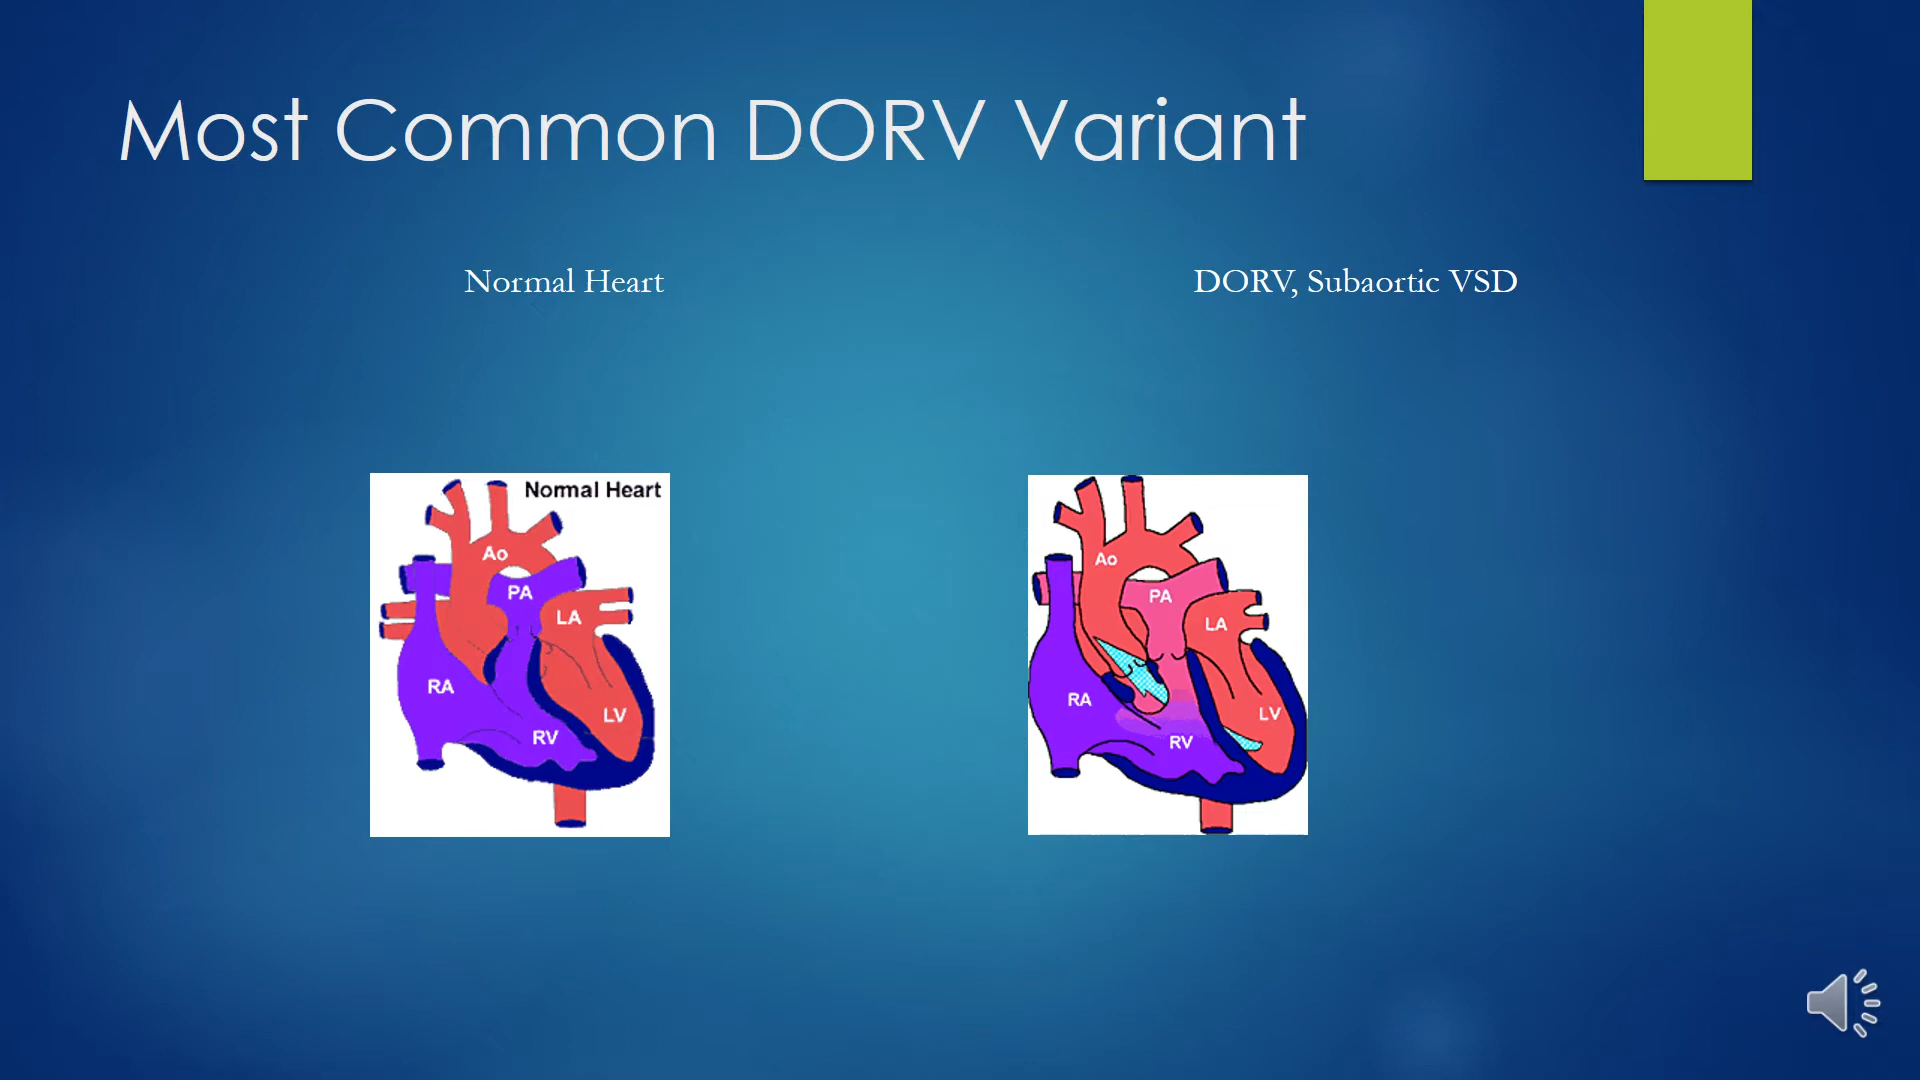 Most Common DORV Variant
Normal Heart
DORV, Subaortic VSD
Normal Heart
Ao
PA
LA
RA
LV
RV
Ao
PA
LA
RA
LV
RV